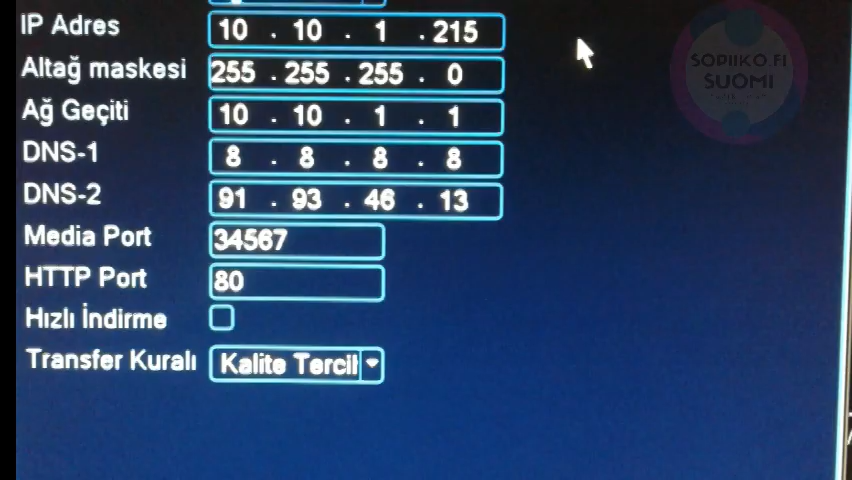 IP Adres 10 . 10 . 1 . 215
Altağ maskesi 255 . 255 . 255 . 0
Ağ Geçiti 10 . 10 . 1 . 1
DNS-1 8 . 8 . 8 . 8
DNS-2 91 . 93 . 46 . 13
Media Port 34567
HTTP Port 80
Hızlı İndirme
Transfer Kuralı Kalite Tercil
SOPIIKO.FI
SUOMI